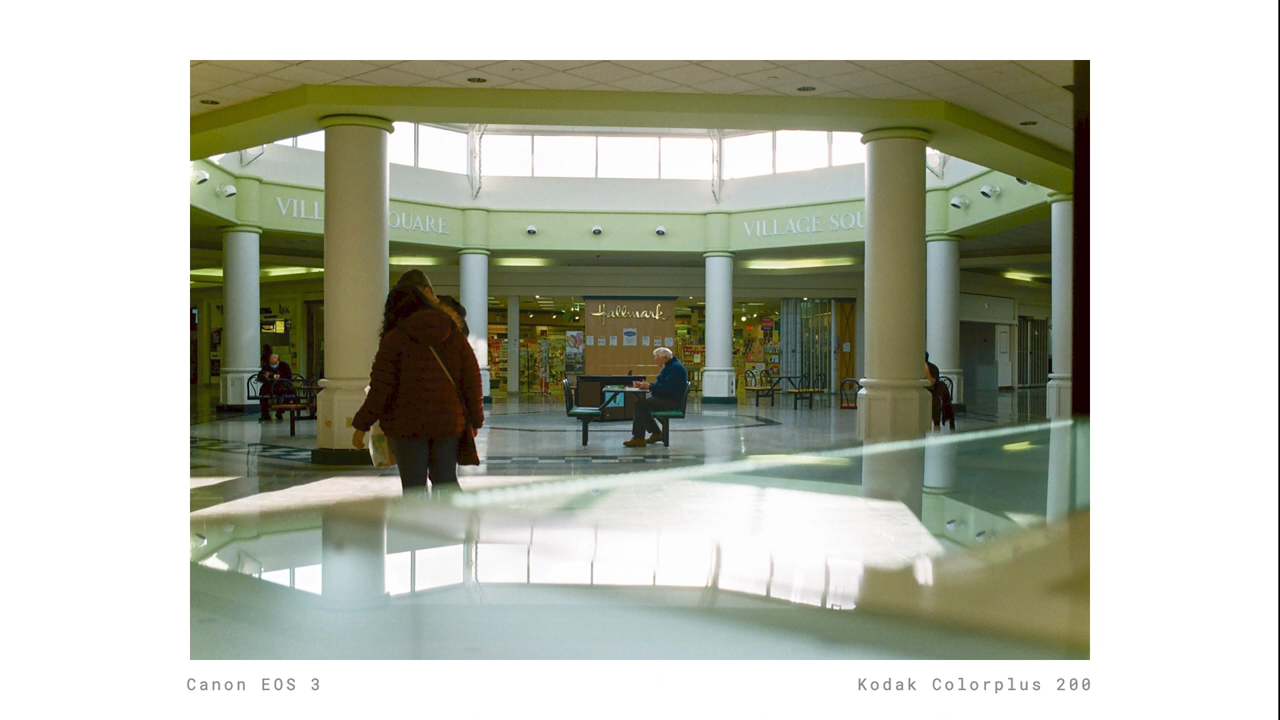 VILL QUARE
VILLAGE SQU
Hallmark
Canon EOS 3
Kodak Colorplus 200